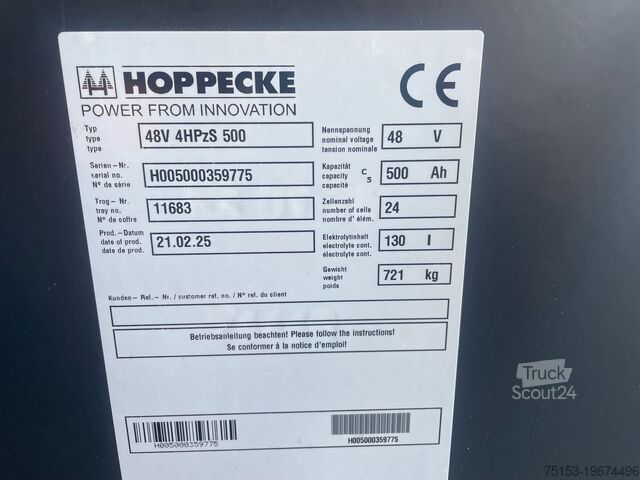 HOPPECKE
POWER FROM INNOVATION
CE
Typ
type
type
48V 4HPzS 500
Serien-Nr.
serial no.
N° de série
H005000359775
Trog-Nr.
tray no.
N° de coffre
11683
Prod.-Datum
date of prod.
date de prod.
21.02.25
Nennspannung
nominal voltage
tension nominale
48 V
Kapazität
capacity
capacité
C5
500 Ah
Zellenzahl
number of cells
nombre d' élém.
24
Elektrolytinhalt
electrolyte cont.
électrolyte cont.
130 l
Gewicht
weight
poids
721 kg
Kunden - Ref. - Nr. / customer ref. no. / N° réf. du client
Betriebsanleitung beachten! Please follow the instructions!
Se conformer à la notice d'emploi!
H005000359775
H005000359775
Truck
Scout24
75153-19674496